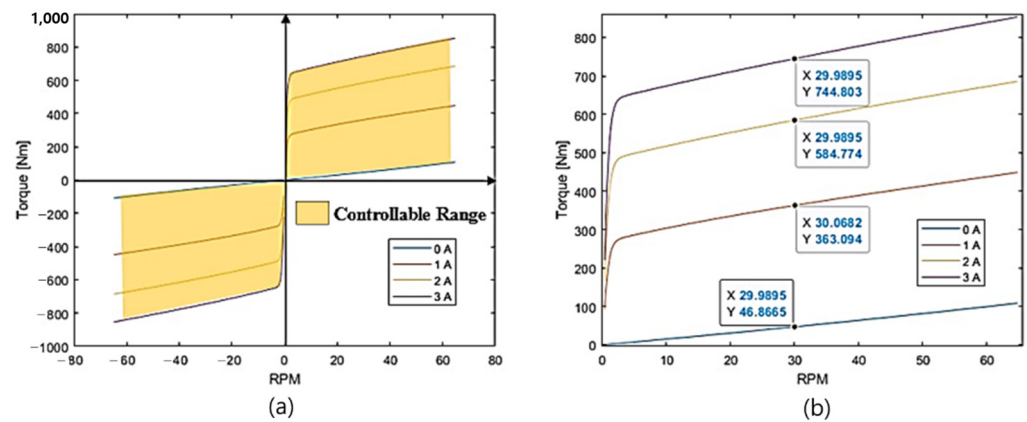 1,000
800
600
400
200
0
−200
−400
−600
−800
−1000
Torque [Nm]
−80
−60
−40
−20
0
20
40
60
80
RPM
Controllable Range
0 A
1 A
2 A
3 A
(a)
800
700
600
500
400
300
200
100
0
Torque [Nm]
X 29.9895
Y 744.803
X 29.9895
Y 584.774
X 30.0682
Y 363.094
X 29.9895
Y 46.8665
0 A
1 A
2 A
3 A
0
10
20
30
40
50
60
RPM
(b)